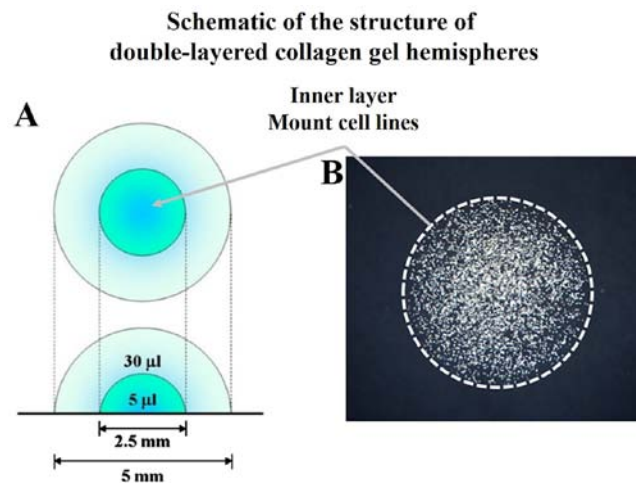 Schematic of the structure of
double-layered collagen gel hemispheres
Inner layer
Mount cell lines
A
B
30 µl
5 µl
2.5 mm
5 mm